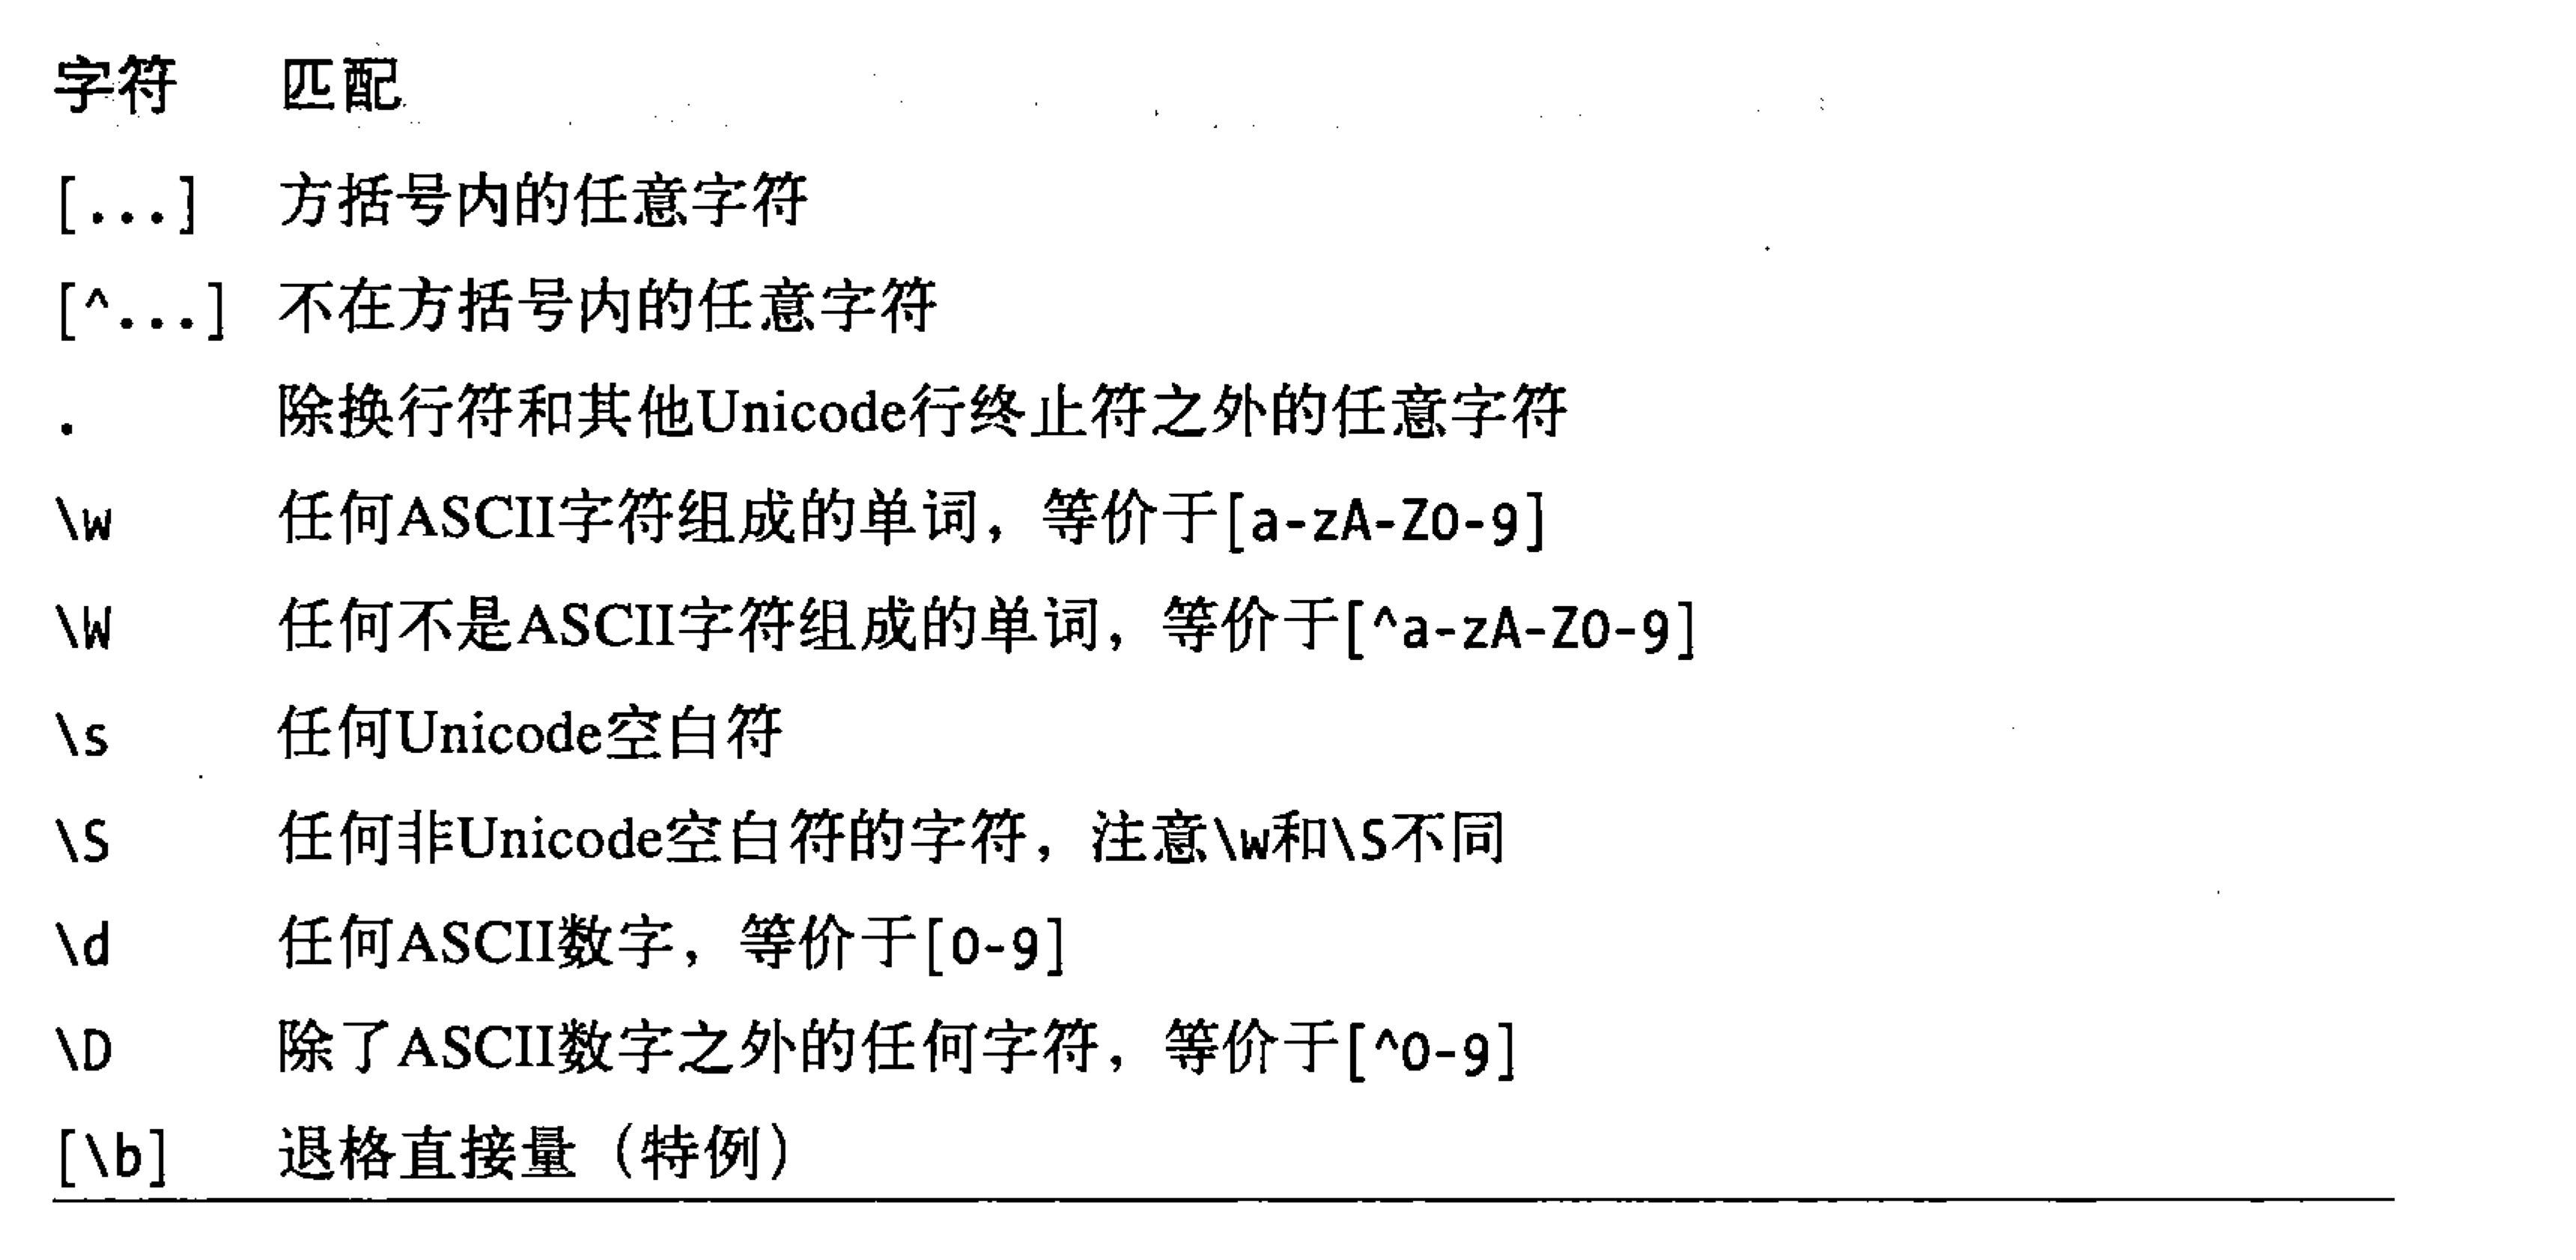 字符 匹配
[...] 方括号内的任意字符
[^...] 不在方括号内的任意字符
. 除换行符和其他Unicode行终止符之外的任意字符
\w 任何ASCII字符组成的单词，等价于[a-zA-Z0-9]
\W 任何不是ASCII字符组成的单词，等价于[^a-zA-Z0-9]
\s 任何Unicode空白符
\S 任何非Unicode空白符的字符，注意\w和\S不同
\d 任何ASCII数字，等价于[0-9]
\D 除了ASCII数字之外的任何字符，等价于[^0-9]
[\b] 退格直接量（特例）